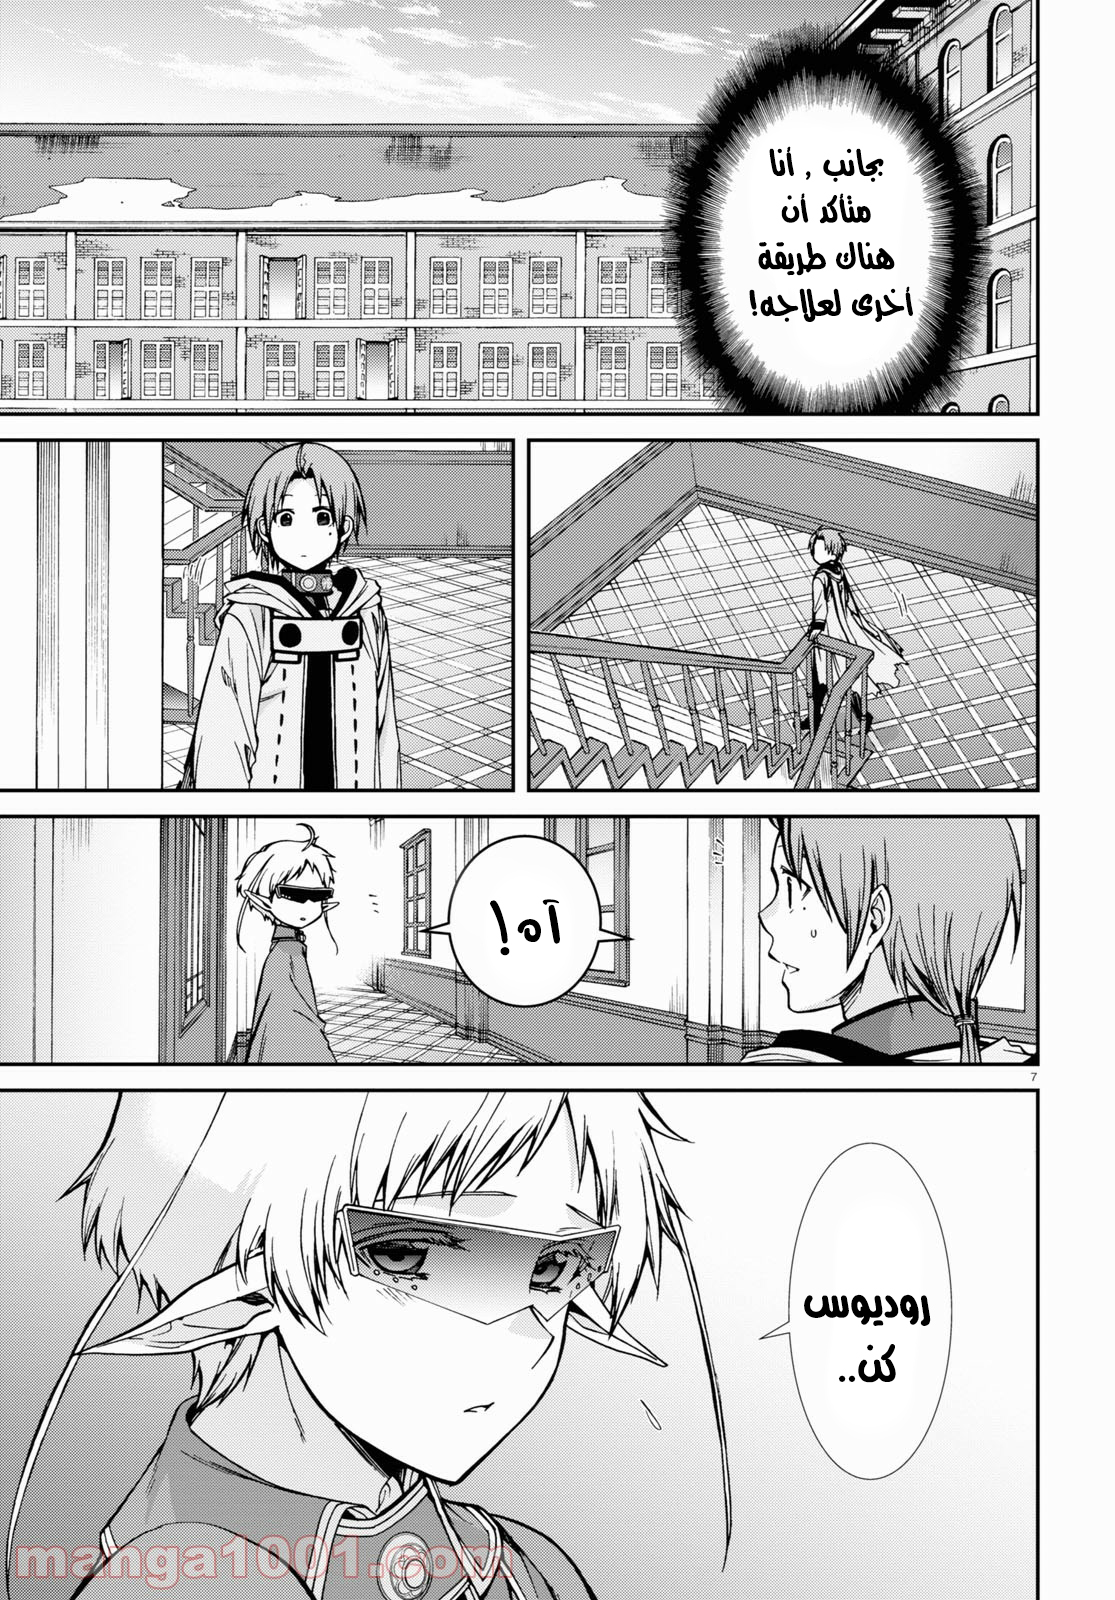 بجانب , أنا
متأكد أن
هناك طريقة
أخرى لعلاجه!
آه!
7
روديوس
كن..
manga1001.com